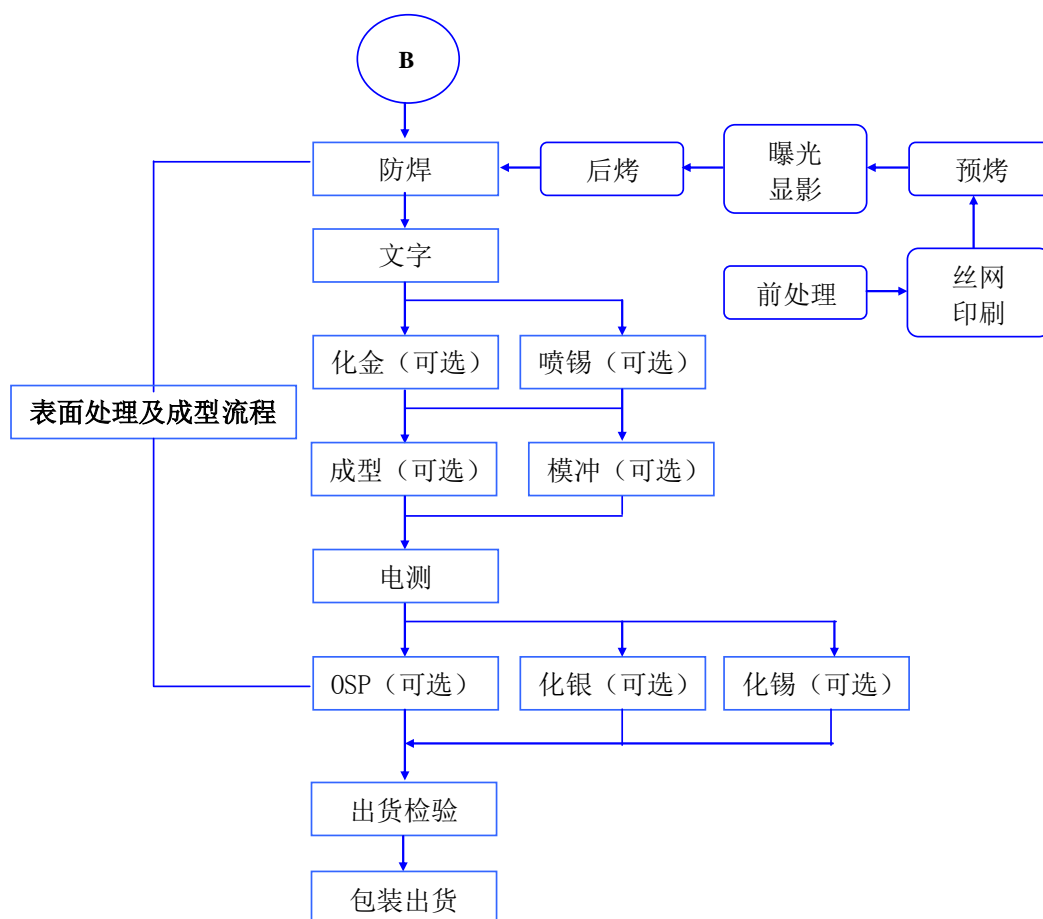 B
防焊
后烤
曝光
显影
预烤
文字
前处理
丝网
印刷
化金（可选）
喷锡（可选）
表面处理及成型流程
成型（可选）
模冲（可选）
电测
OSP（可选）
化银（可选）
化锡（可选）
出货检验
包装出货